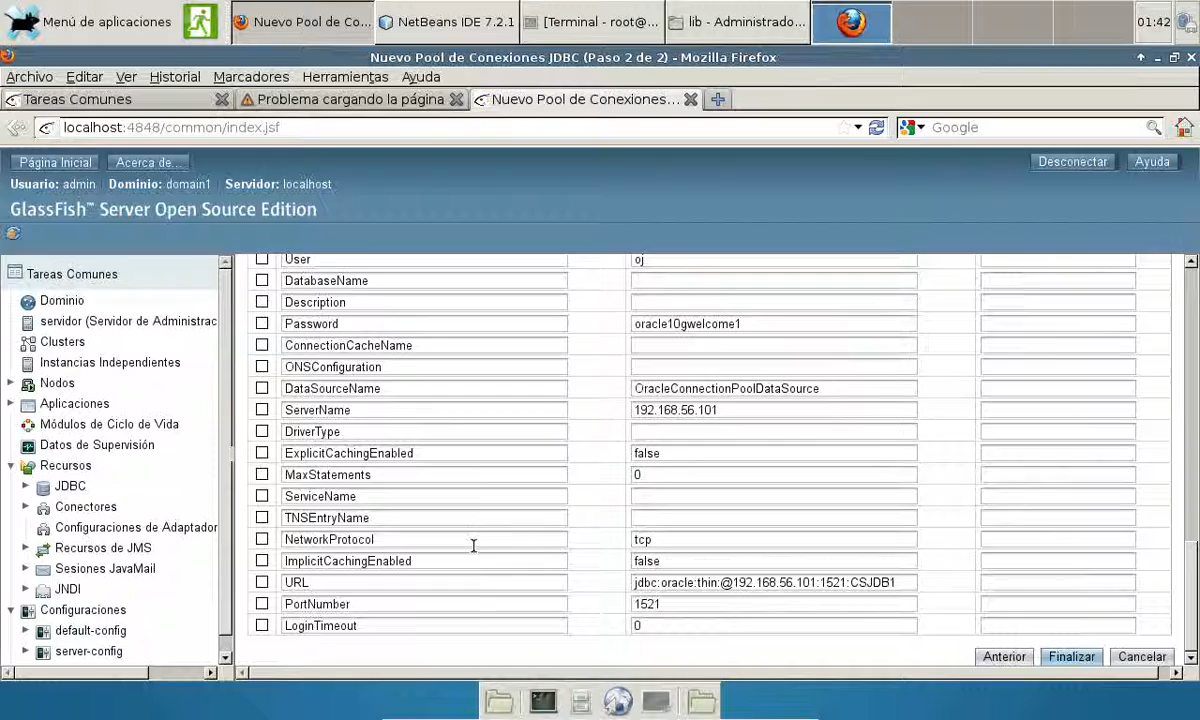 Menú de aplicaciones
Nuevo Pool de Co...
NetBeans IDE 7.2.1
[Terminal - root@...
lib - Administrado...
01:42
Nuevo Pool de Conexiones JDBC (Paso 2 de 2) - Mozilla Firefox
Archivo Editar Ver Historial Marcadores Herramientas Ayuda
Tareas Comunes
Problema cargando la página
Nuevo Pool de Conexiones...
localhost:4848/common/index.jsf
Google
Página Inicial
Acerca de...
Desconectar
Ayuda
Usuario: admin Dominio: domain1 Servidor: localhost
GlassFish™ Server Open Source Edition
Tareas Comunes
Dominio
servidor (Servidor de Administrac
Clusters
Instancias Independientes
Nodos
Aplicaciones
Módulos de Ciclo de Vida
Datos de Supervisión
Recursos
JDBC
Conectores
Configuraciones de Adaptador
Recursos de JMS
Sesiones JavaMail
JNDI
Configuraciones
default-config
server-config
User oj
DatabaseName
Description
Password oracle10gwelcome1
ConnectionCacheName
ONSConfiguration
DataSourceName OracleConnectionPoolDataSource
ServerName 192.168.56.101
DriverType
ExplicitCachingEnabled false
MaxStatements 0
ServiceName
TNSEntryName
NetworkProtocol tcp
ImplicitCachingEnabled false
URL jdbc:oracle:thin:@192.168.56.101:1521:CSJDB1
PortNumber 1521
LoginTimeout 0
Anterior Finalizar Cancelar